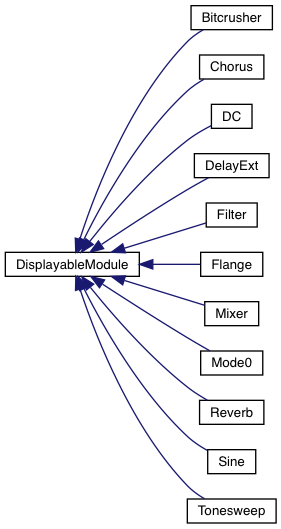 Bitcrusher
Chorus
DC
DelayExt
Filter
DisplayableModule
Flange
Mixer
Mode0
Reverb
Sine
Tonesweep